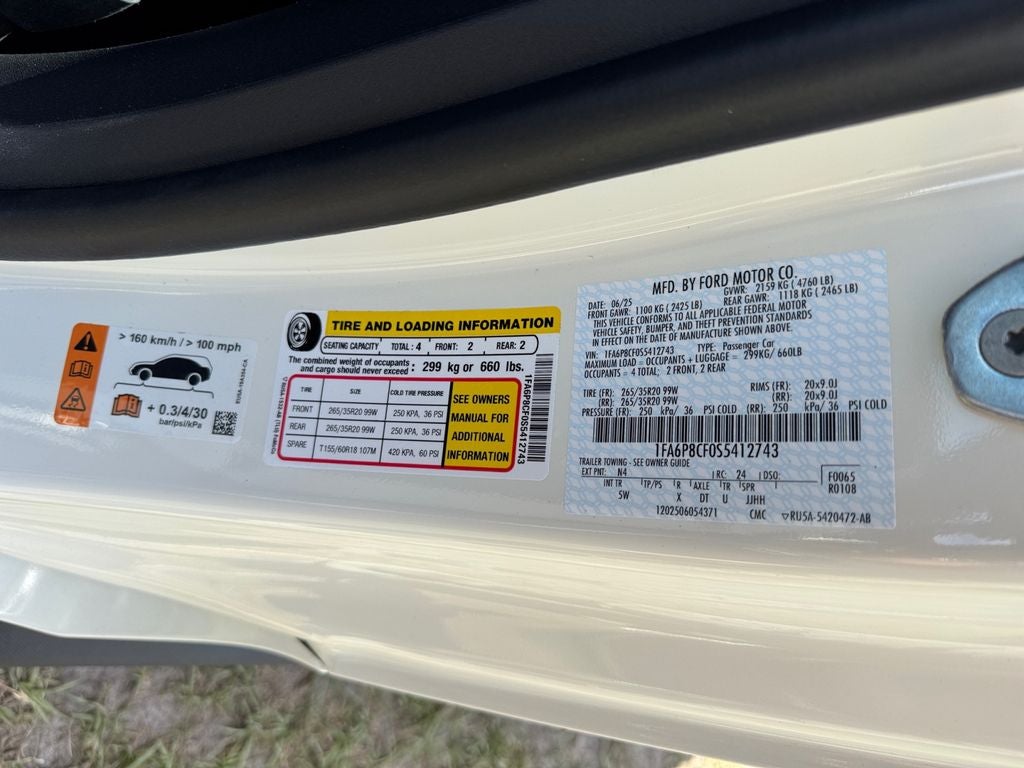 > 160 km/h / > 100 mph
+ 0.3/4/30
bar/psi/kPa
RU5A-19A304-CA
TIRE AND LOADING INFORMATION
SEATING CAPACITY TOTAL : 4 FRONT: 2 REAR: 2
The combined weight of occupants and cargo should never exceed : 299 kg or 660 lbs.
TIRE SIZE COLD TIRE PRESSURE
FRONT 265/35R20 99W 250 KPA, 36 PSI
REAR 265/35R20 99W 250 KPA, 36 PSI
SPARE T155/60R18 107M 420 KPA, 60 PSI
SEE OWNERS
MANUAL FOR
ADDITIONAL
INFORMATION
1FA6P8CF0S5412743
MFD. BY FORD MOTOR CO.
DATE: 06/25 GVWR: 2159 KG ( 4760 LB)
FRONT GAWR: 1100 KG ( 2425 LB) REAR GAWR: 1118 KG ( 2465 LB)
THIS VEHICLE CONFORMS TO ALL APPLICABLE FEDERAL MOTOR
VEHICLE SAFETY, BUMPER, AND THEFT PREVENTION STANDARDS
IN EFFECT ON THE DATE OF MANUFACTURE SHOWN ABOVE.
VIN: 1FA6P8CF0S5412743 TYPE: Passenger Car
MAXIMUM LOAD = OCCUPANTS + LUGGAGE = 299KG/ 660LB
OCCUPANTS = 4 TOTAL; 2 FRONT, 2 REAR
TIRE (FR): 265/35R20 99W RIMS (FR): 20x9.0J
(RR): 265/35R20 99W (RR): 20x9.0J
PRESSURE (FR): 250 kPa/ 36 PSI COLD (RR): 250 kPa/ 36 PSI COLD
1FA6P8CF0S5412743
TRAILER TOWING - SEE OWNER GUIDE
EXT PNT: N4 RC: 24 DSO: F0065
INT TR TP/PS R AXLE TR SPR R0108
5W X DT U JJHH
1202506054371 CMC RU5A-5420472-AB